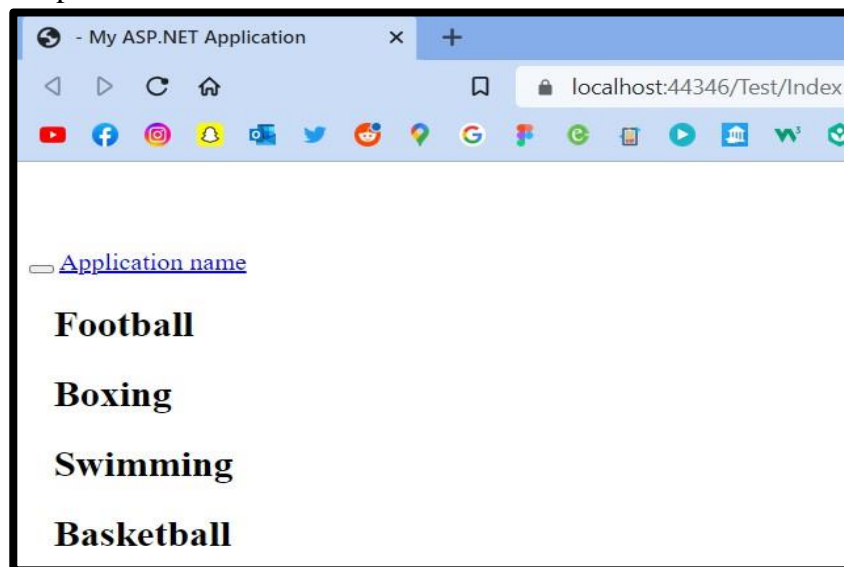 - My ASP.NET Application
localhost:44346/Test/Index
Application name
Football
Boxing
Swimming
Basketball